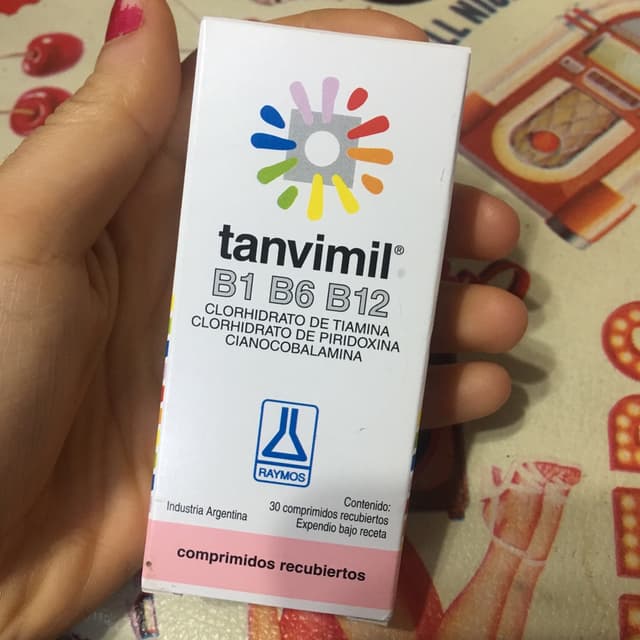 tanvimil®
B1 B6 B12
CLORHIDRATO DE TIAMINA
CLORHIDRATO DE PIRIDOXINA
CIANOCOBALAMINA
RAYMOS
Industria Argentina
Contenido:
30 comprimidos recubiertos
Expendio bajo receta
comprimidos recubiertos